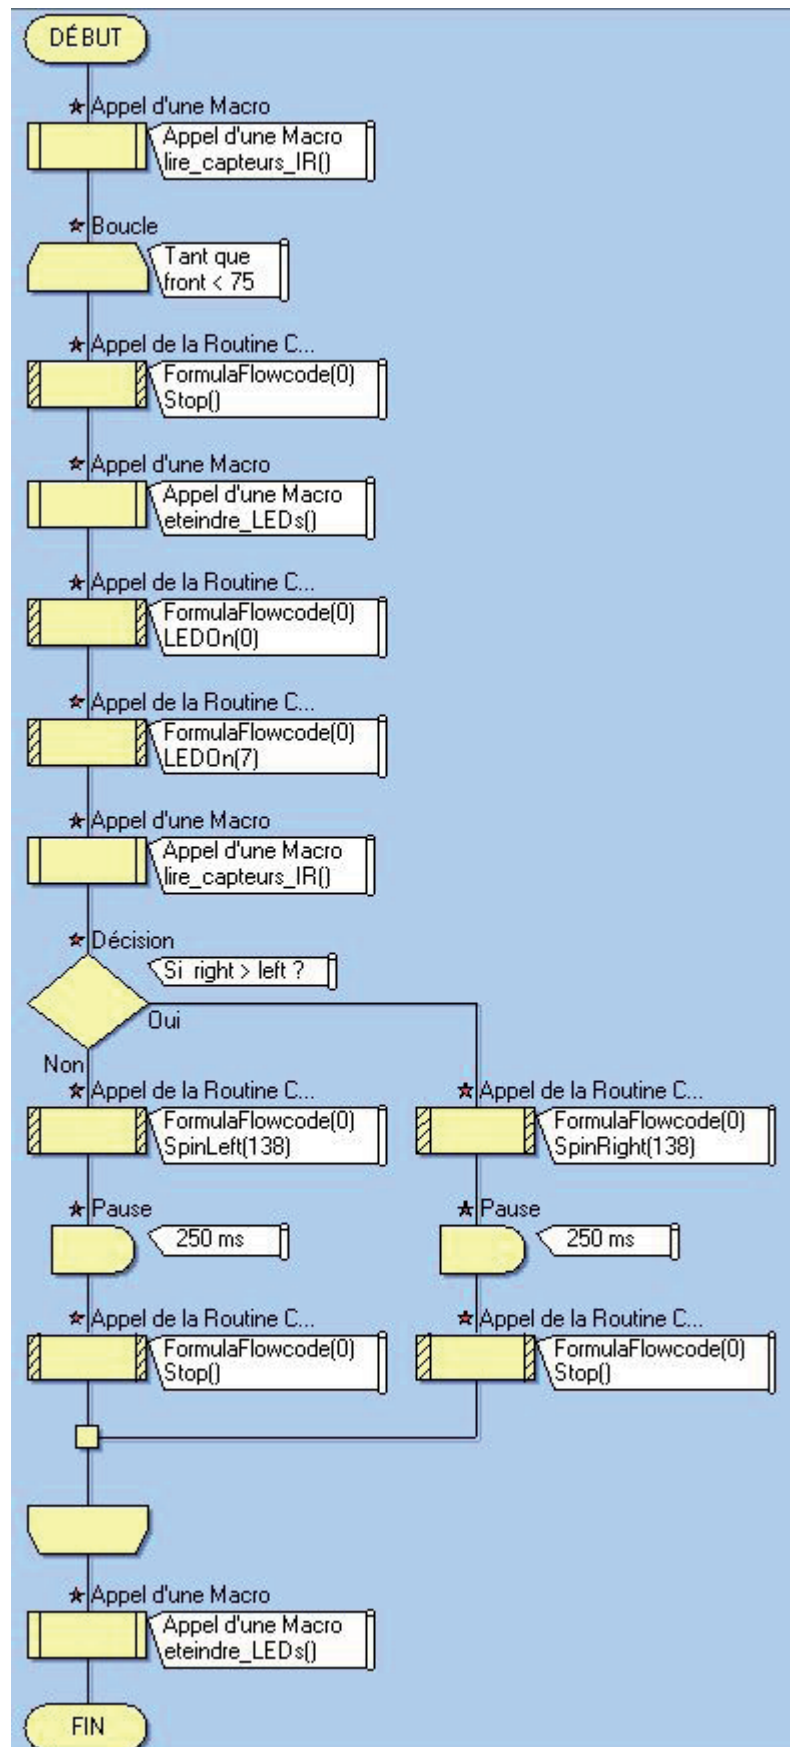 DÉBUT
Appel d'une Macro
Appel d'une Macro
lire_capteurs_IR()
Boucle
Tant que
front < 75
Appel de la Routine C...
FormulaFlowcode(0)
Stop()
Appel d'une Macro
Appel d'une Macro
eteindre_LEDs()
Appel de la Routine C...
FormulaFlowcode(0)
LEDOn(0)
Appel de la Routine C...
FormulaFlowcode(0)
LEDOn(7)
Appel d'une Macro
Appel d'une Macro
lire_capteurs_IR()
Décision
Si right > left ?
Oui
Non
Appel de la Routine C...
FormulaFlowcode(0)
SpinLeft(138)
Appel de la Routine C...
FormulaFlowcode(0)
SpinRight(138)
Pause
250 ms
Pause
250 ms
Appel de la Routine C...
FormulaFlowcode(0)
Stop()
Appel de la Routine C...
FormulaFlowcode(0)
Stop()
Appel d'une Macro
Appel d'une Macro
eteindre_LEDs()
FIN